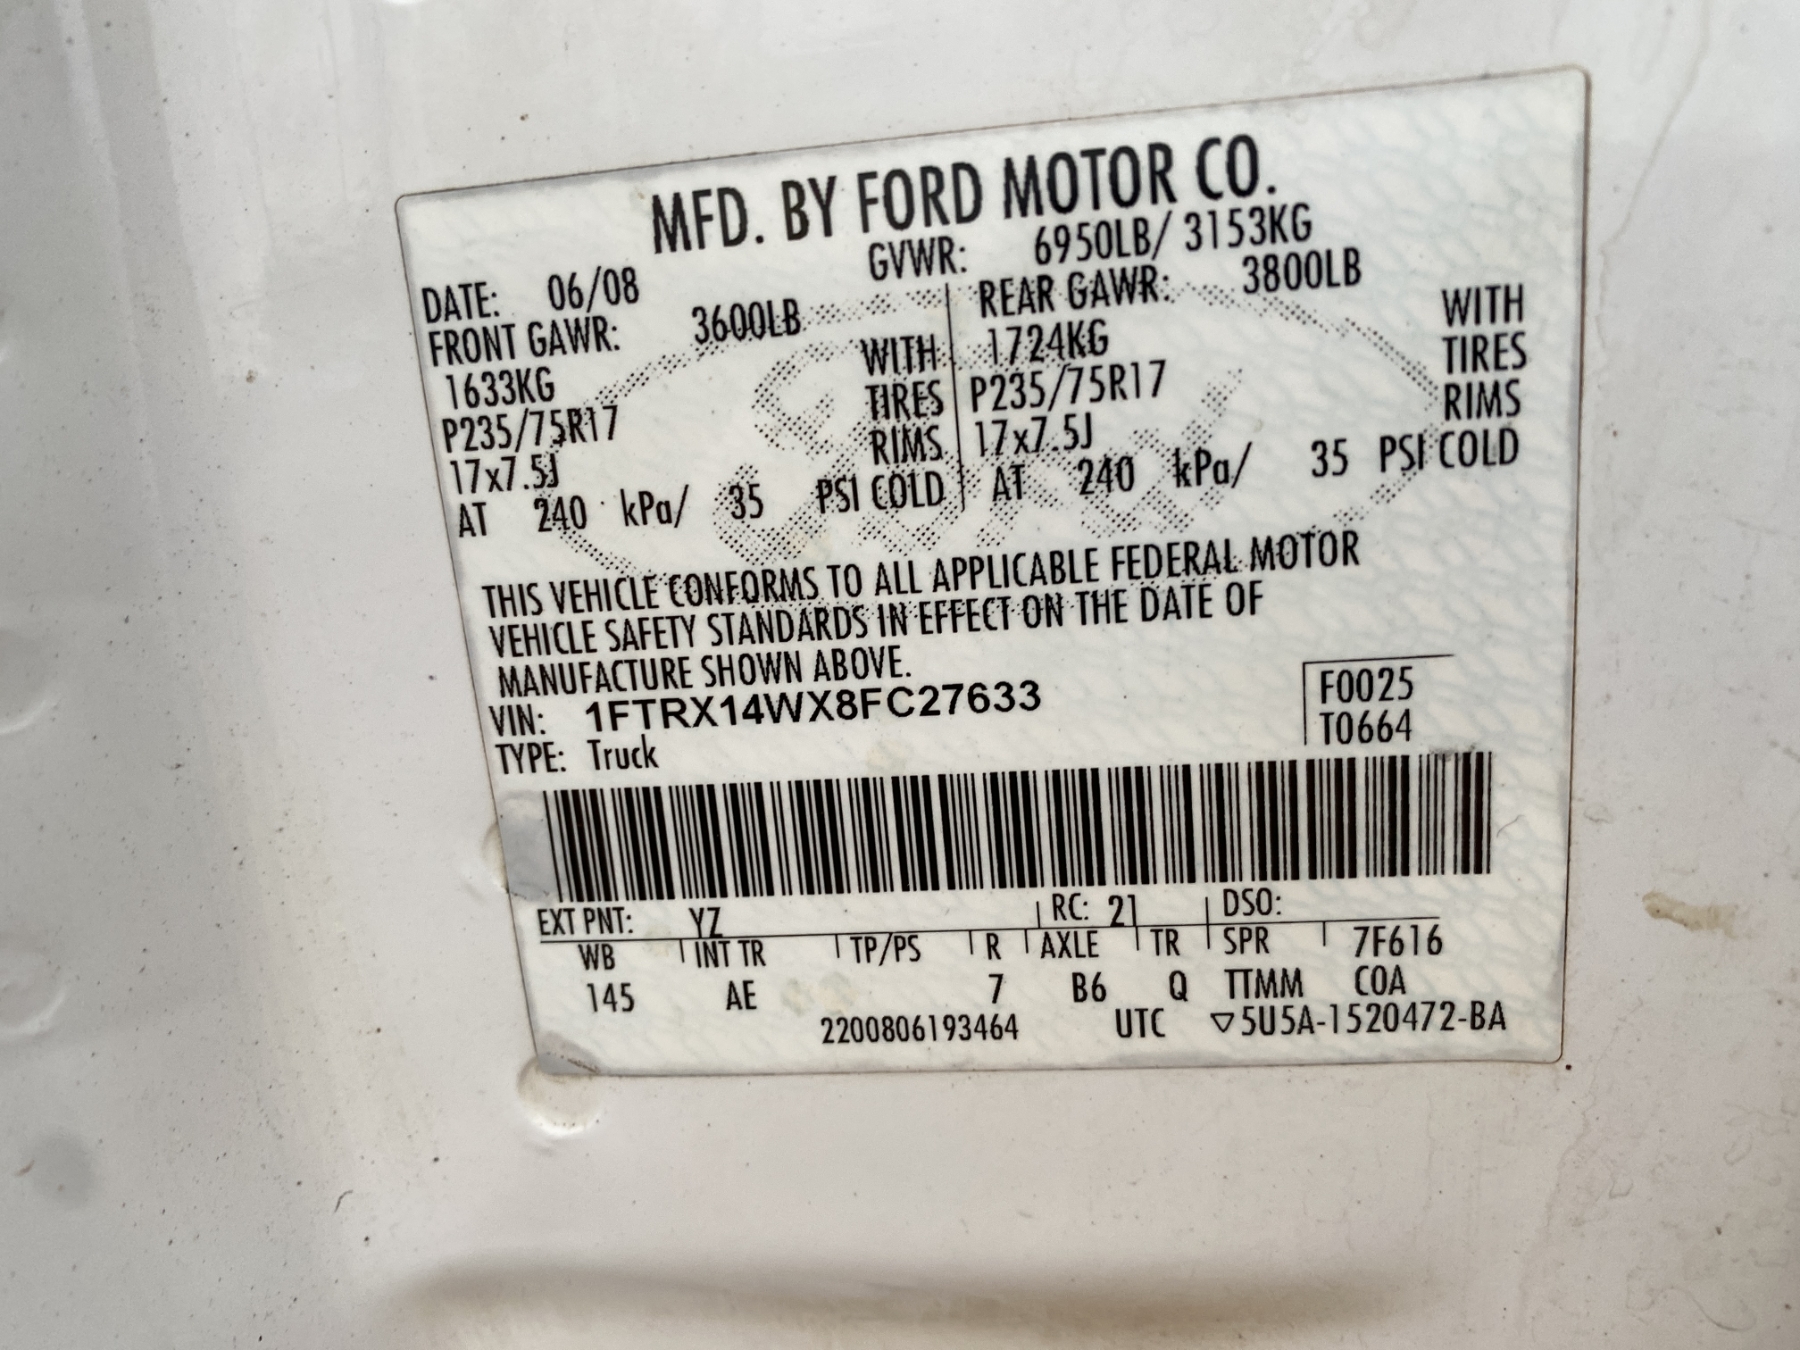 MFD. BY FORD MOTOR CO.
DATE: 06/08 GVWR: 6950LB/ 3153KG
FRONT GAWR: 3600LB REAR GAWR: 3800LB
1633KG WITH 1724KG WITH
P235/75R17 TIRES P235/75R17 TIRES
17x7.5J RIMS 17x7.5J RIMS
AT 240 kPa/ 35 PSI COLD AT 240 kPa/ 35 PSI COLD
THIS VEHICLE CONFORMS TO ALL APPLICABLE FEDERAL MOTOR
VEHICLE SAFETY STANDARDS IN EFFECT ON THE DATE OF
MANUFACTURE SHOWN ABOVE.
VIN: 1FTRX14WX8FC27633 F0025
TYPE: Truck T0664
EXT PNT: YZ RC: 21 DSO:
WB INT TR TP/PS R AXLE TR SPR 7F616
145 AE 7 B6 Q TTMM COA
2200806193464 UTC ▽5U5A-1520472-BA